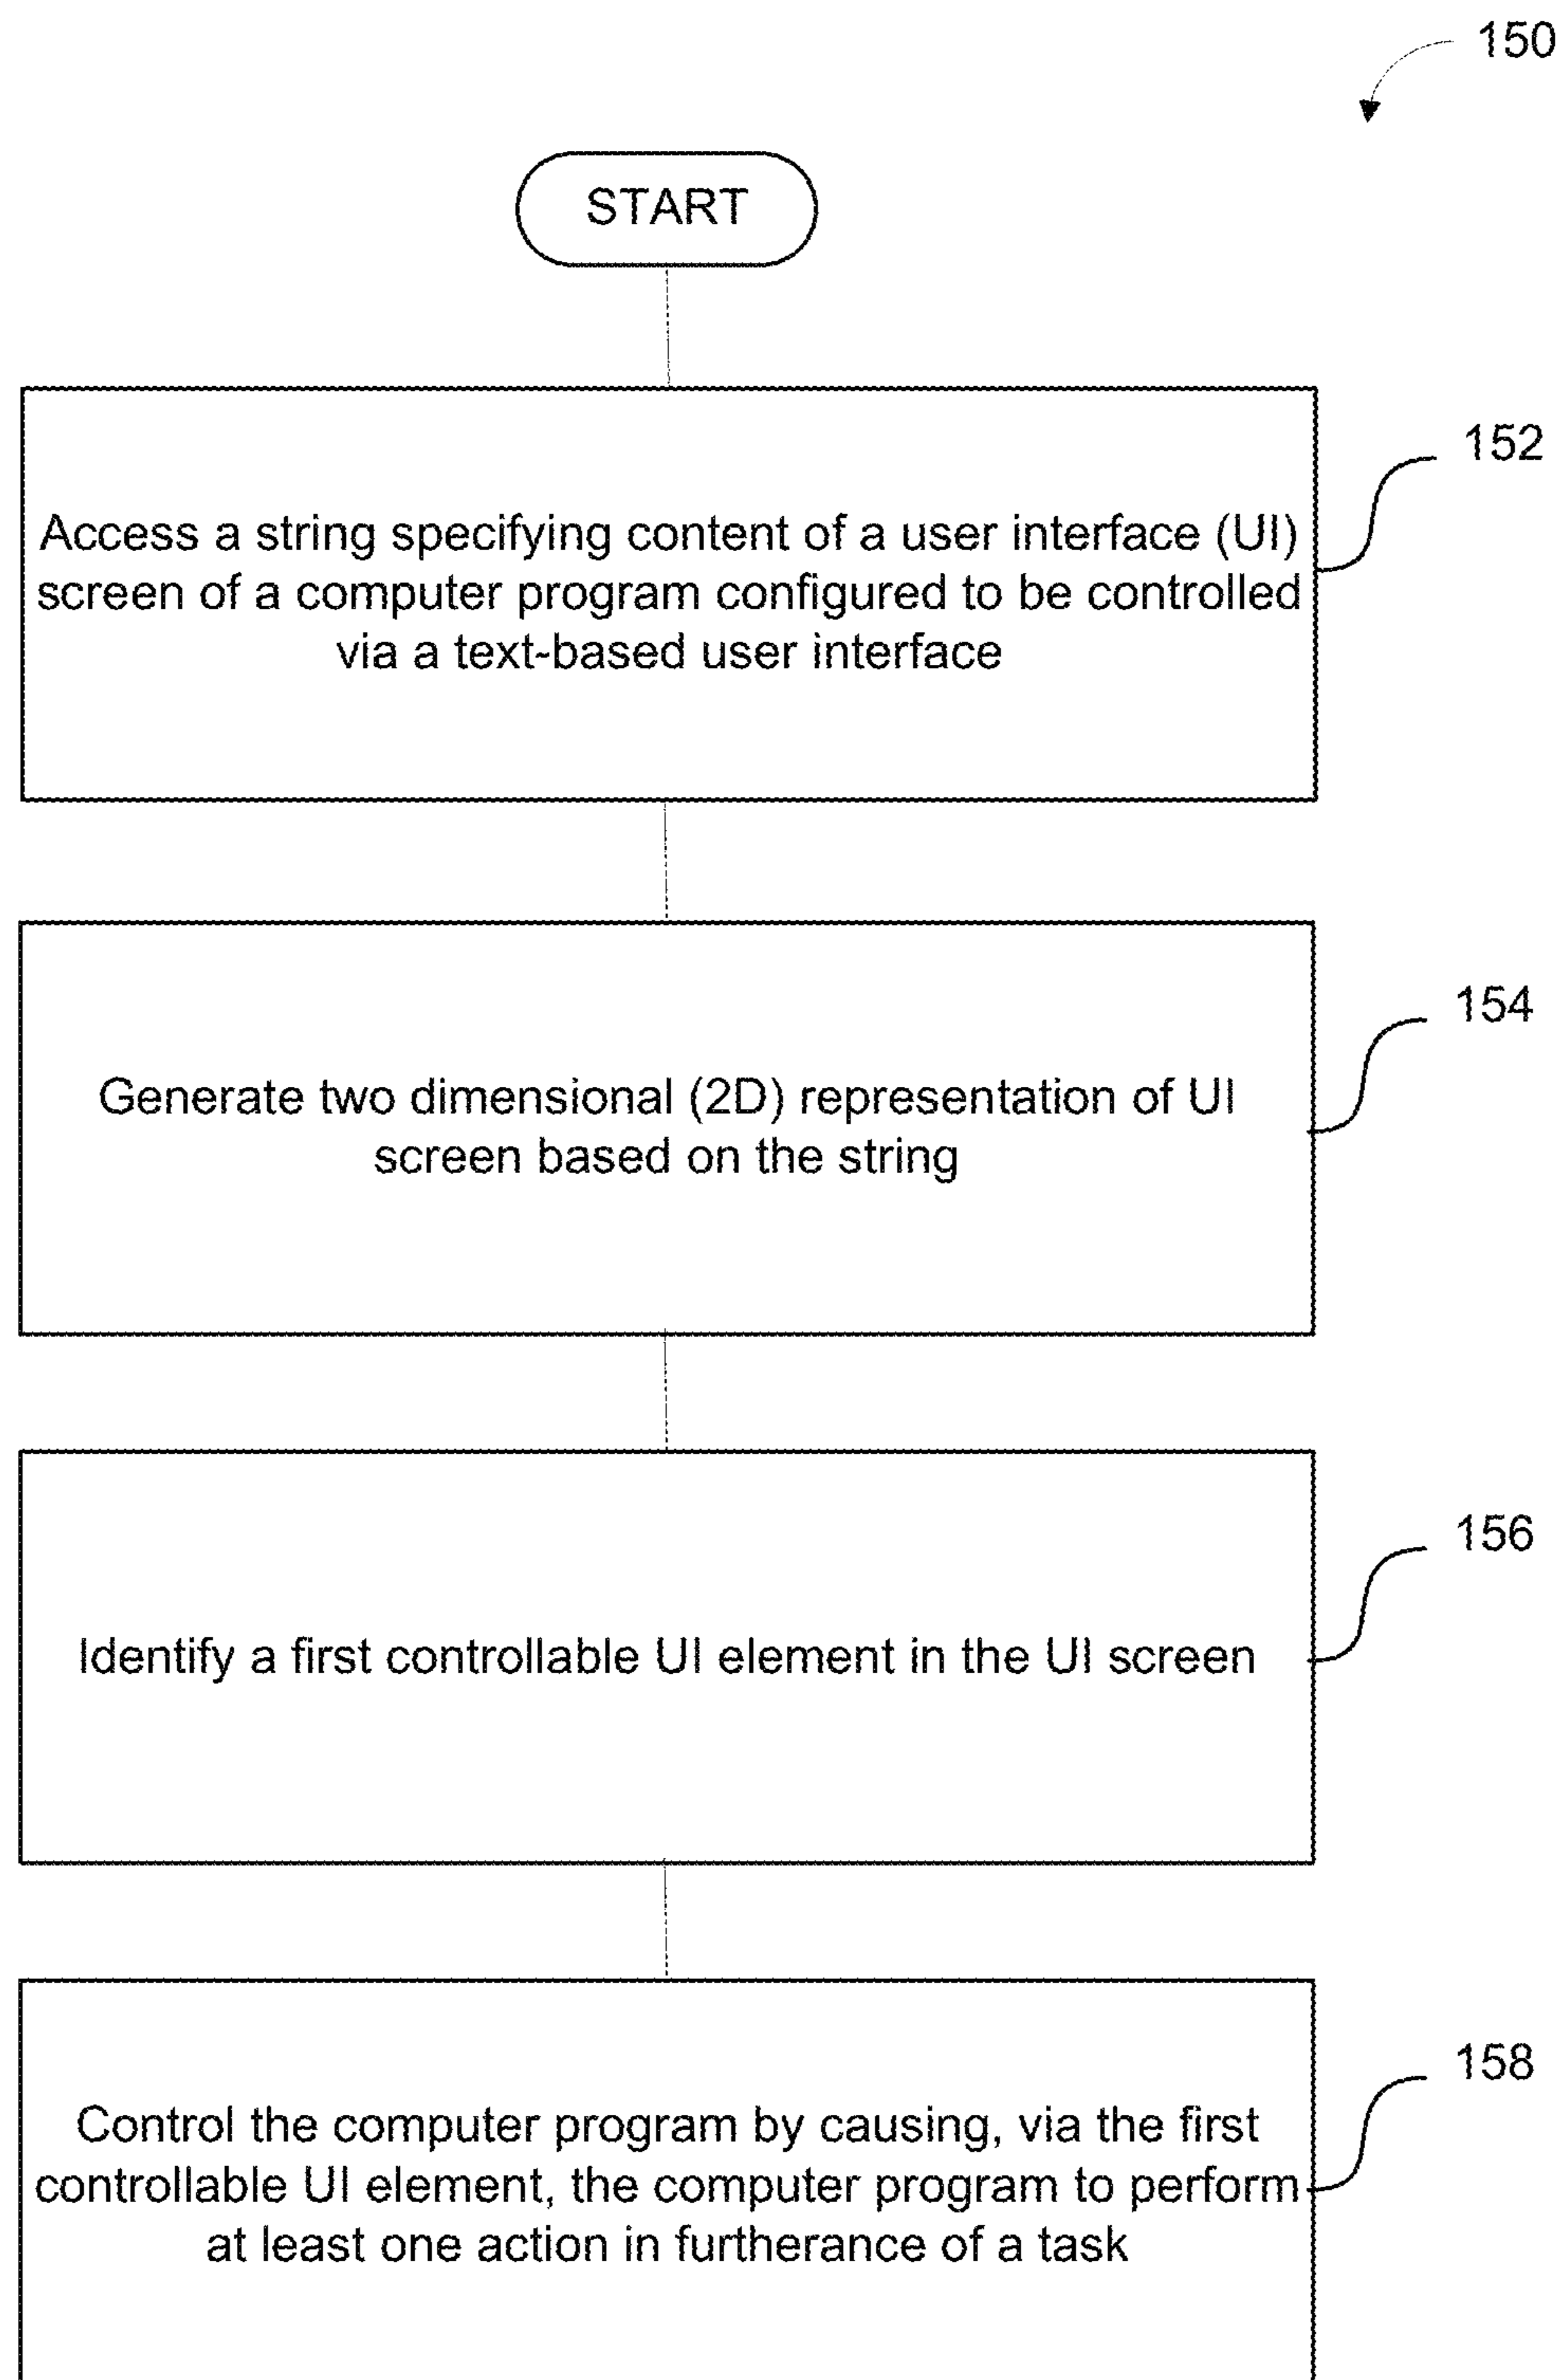 150
START
152
Access a string specifying content of a user interface (UI)
screen of a computer program configured to be controlled
via a text-based user interface
154
Generate two dimensional (2D) representation of UI
screen based on the string
156
Identify a first controllable UI element in the UI screen
158
Control the computer program by causing, via the first
controllable UI element, the computer program to perform
at least one action in furtherance of a task